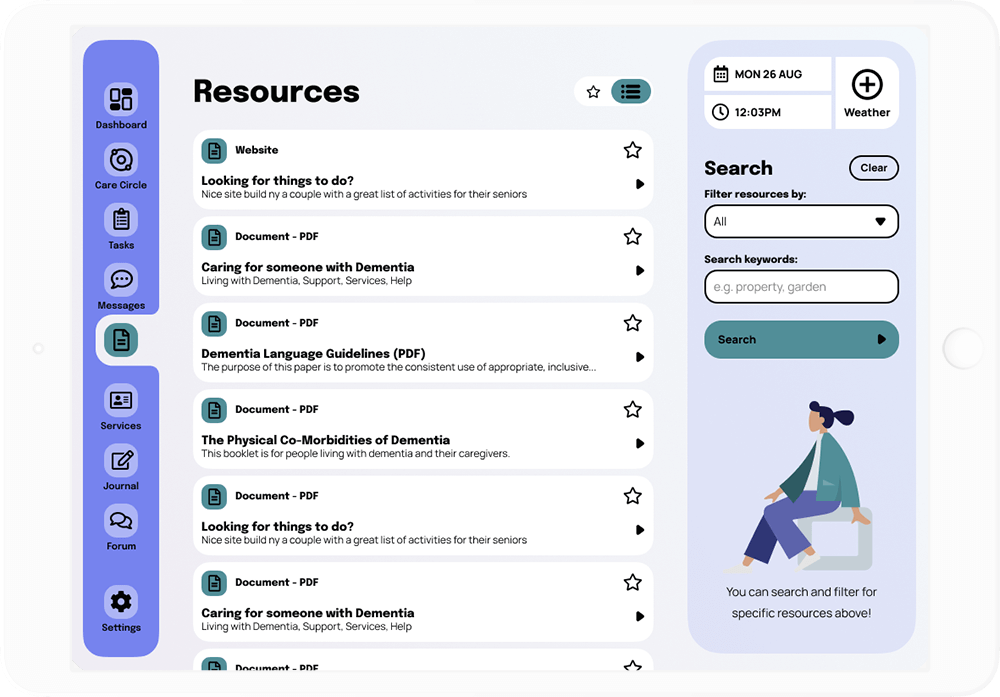 Dashboard
Care Circle
Tasks
Messages
Services
Journal
Forum
Settings
Resources
Website
Looking for things to do?
Nice site build ny a couple with a great list of activities for their seniors
Document - PDF
Caring for someone with Dementia
Living with Dementia, Support, Services, Help
Document - PDF
Dementia Language Guidelines (PDF)
The purpose of this paper is to promote the consistent use of appropriate, inclusive...
Document - PDF
The Physical Co-Morbidities of Dementia
This booklet is for people living with dementia and their caregivers.
Document - PDF
Looking for things to do?
Nice site build ny a couple with a great list of activities for their seniors
Document - PDF
Caring for someone with Dementia
Living with Dementia, Support, Services, Help
Document - PDF
MON 26 AUG
12:03PM
Weather
Search
Clear
Filter resources by:
All
Search keywords:
e.g. property, garden
Search
You can search and filter for
specific resources above!